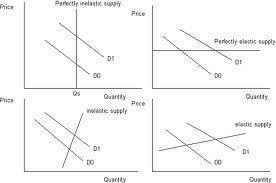 Price
Perfectly inelastic supply
D1
D0
Qs
Quantity
Price
Perfectly elastic supply
D1
D0
Quantity
Price
inelastic supply
D1
D0
Quantity
Price
elastic supply
D1
D0
Quantity